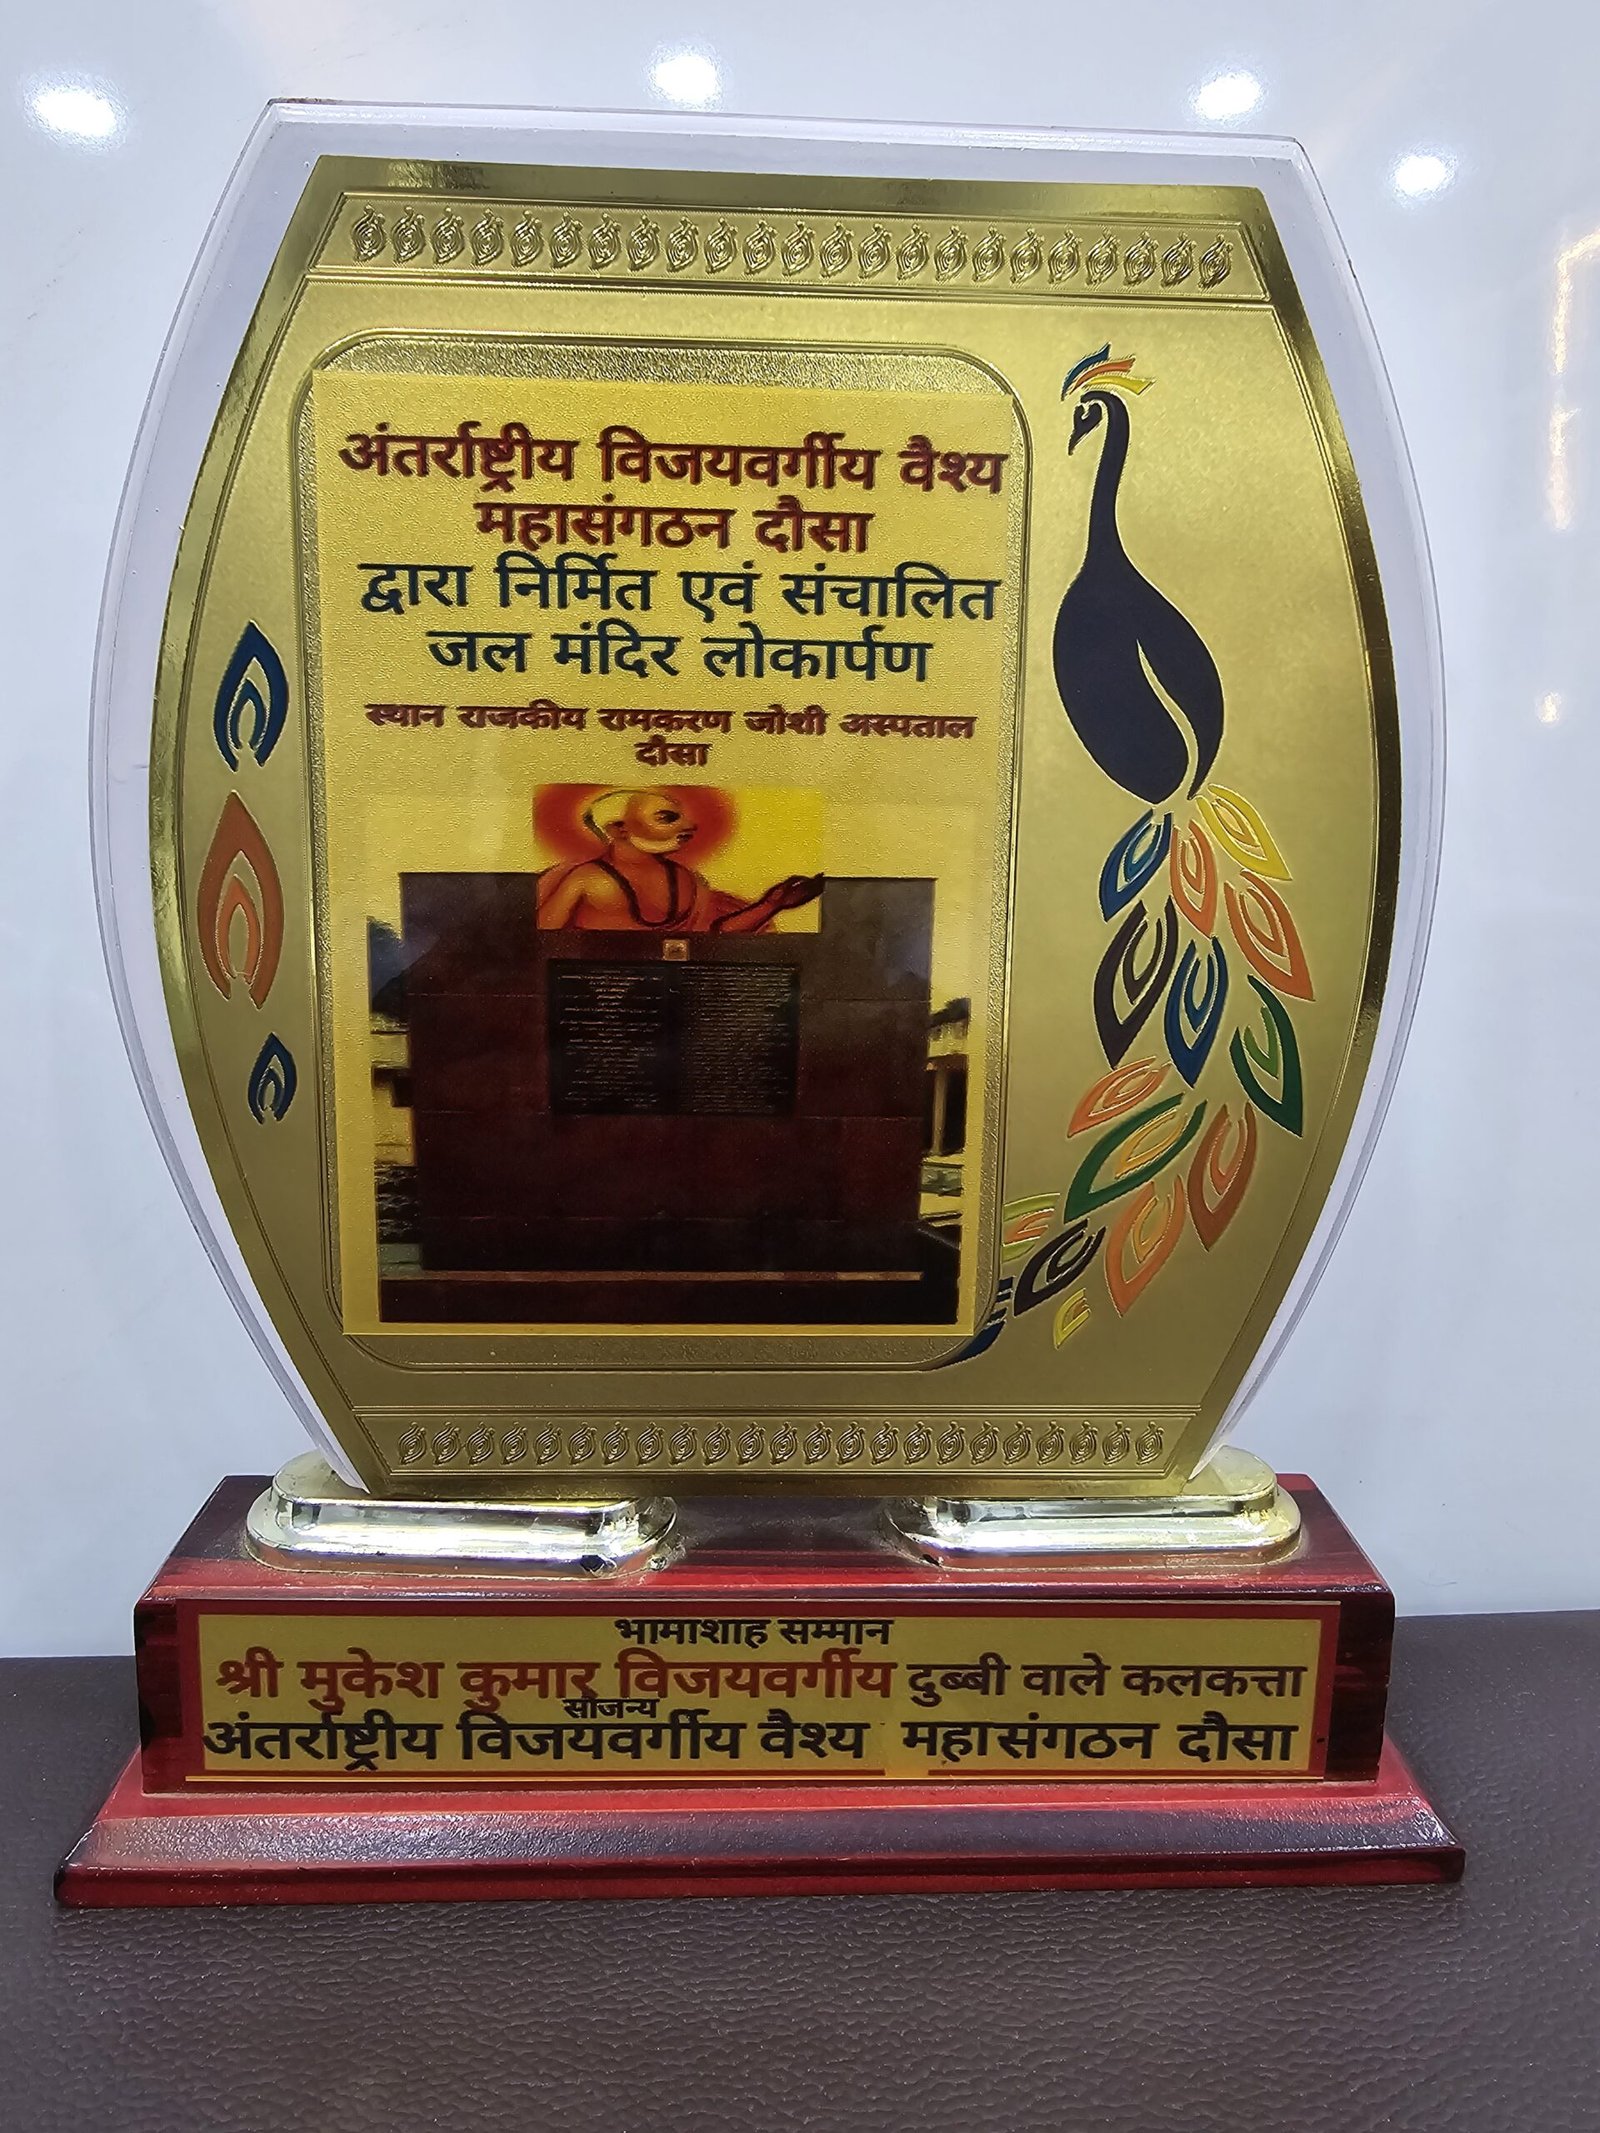 अंतर्राष्ट्रीय विजयवर्गीय वैश्य
महासंगठन दौसा
द्वारा निर्मित एवं संचालित
जल मंदिर लोकार्पण
स्थान राजकीय रामकरण जोशी अस्पताल
दौसा
भामाशाह सम्मान
श्री मुकेश कुमार विजयवर्गीय दुब्बी वाले कलकत्ता
सौजन्य
अंतर्राष्ट्रीय विजयवर्गीय वैश्य महासंगठन दौसा